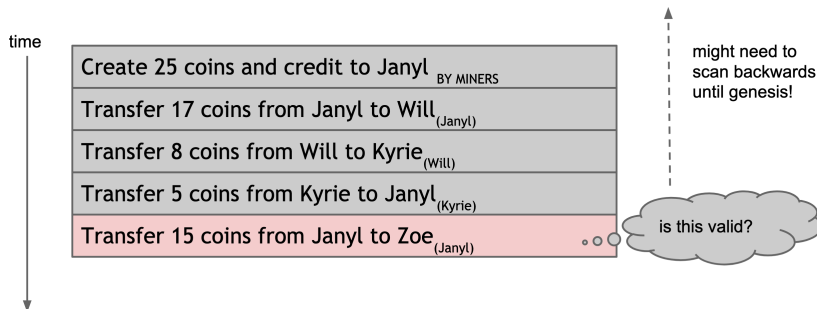 time
Create 25 coins and credit to Janyl BY MINERS
Transfer 17 coins from Janyl to Will(Janyl)
Transfer 8 coins from Will to Kyrie(Will)
Transfer 5 coins from Kyrie to Janyl(Kyrie)
Transfer 15 coins from Janyl to Zoe(Janyl)
might need to
scan backwards
until genesis!
is this valid?